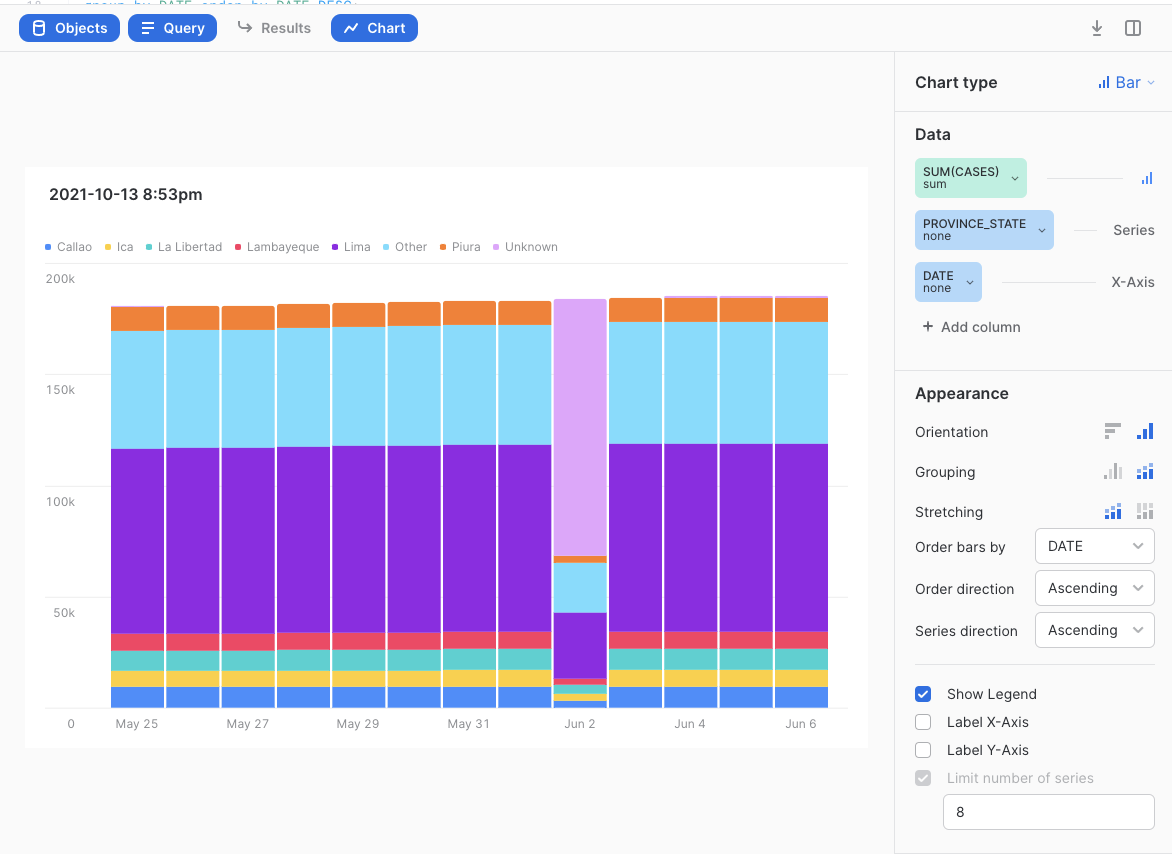 Objects Query Results Chart
Chart type Bar
Data
SUM(CASES)
sum
PROVINCE_STATE
none
Series
DATE
none
X-Axis
+ Add column
Appearance
Orientation
Grouping
Stretching
Order bars by DATE
Order direction Ascending
Series direction Ascending
Show Legend
Label X-Axis
Label Y-Axis
Limit number of series
8
2021-10-13 8:53pm
Callao Ica La Libertad Lambayeque Lima Other Piura Unknown
200k
150k
100k
50k
0 May 25 May 27 May 29 May 31 Jun 2 Jun 4 Jun 6